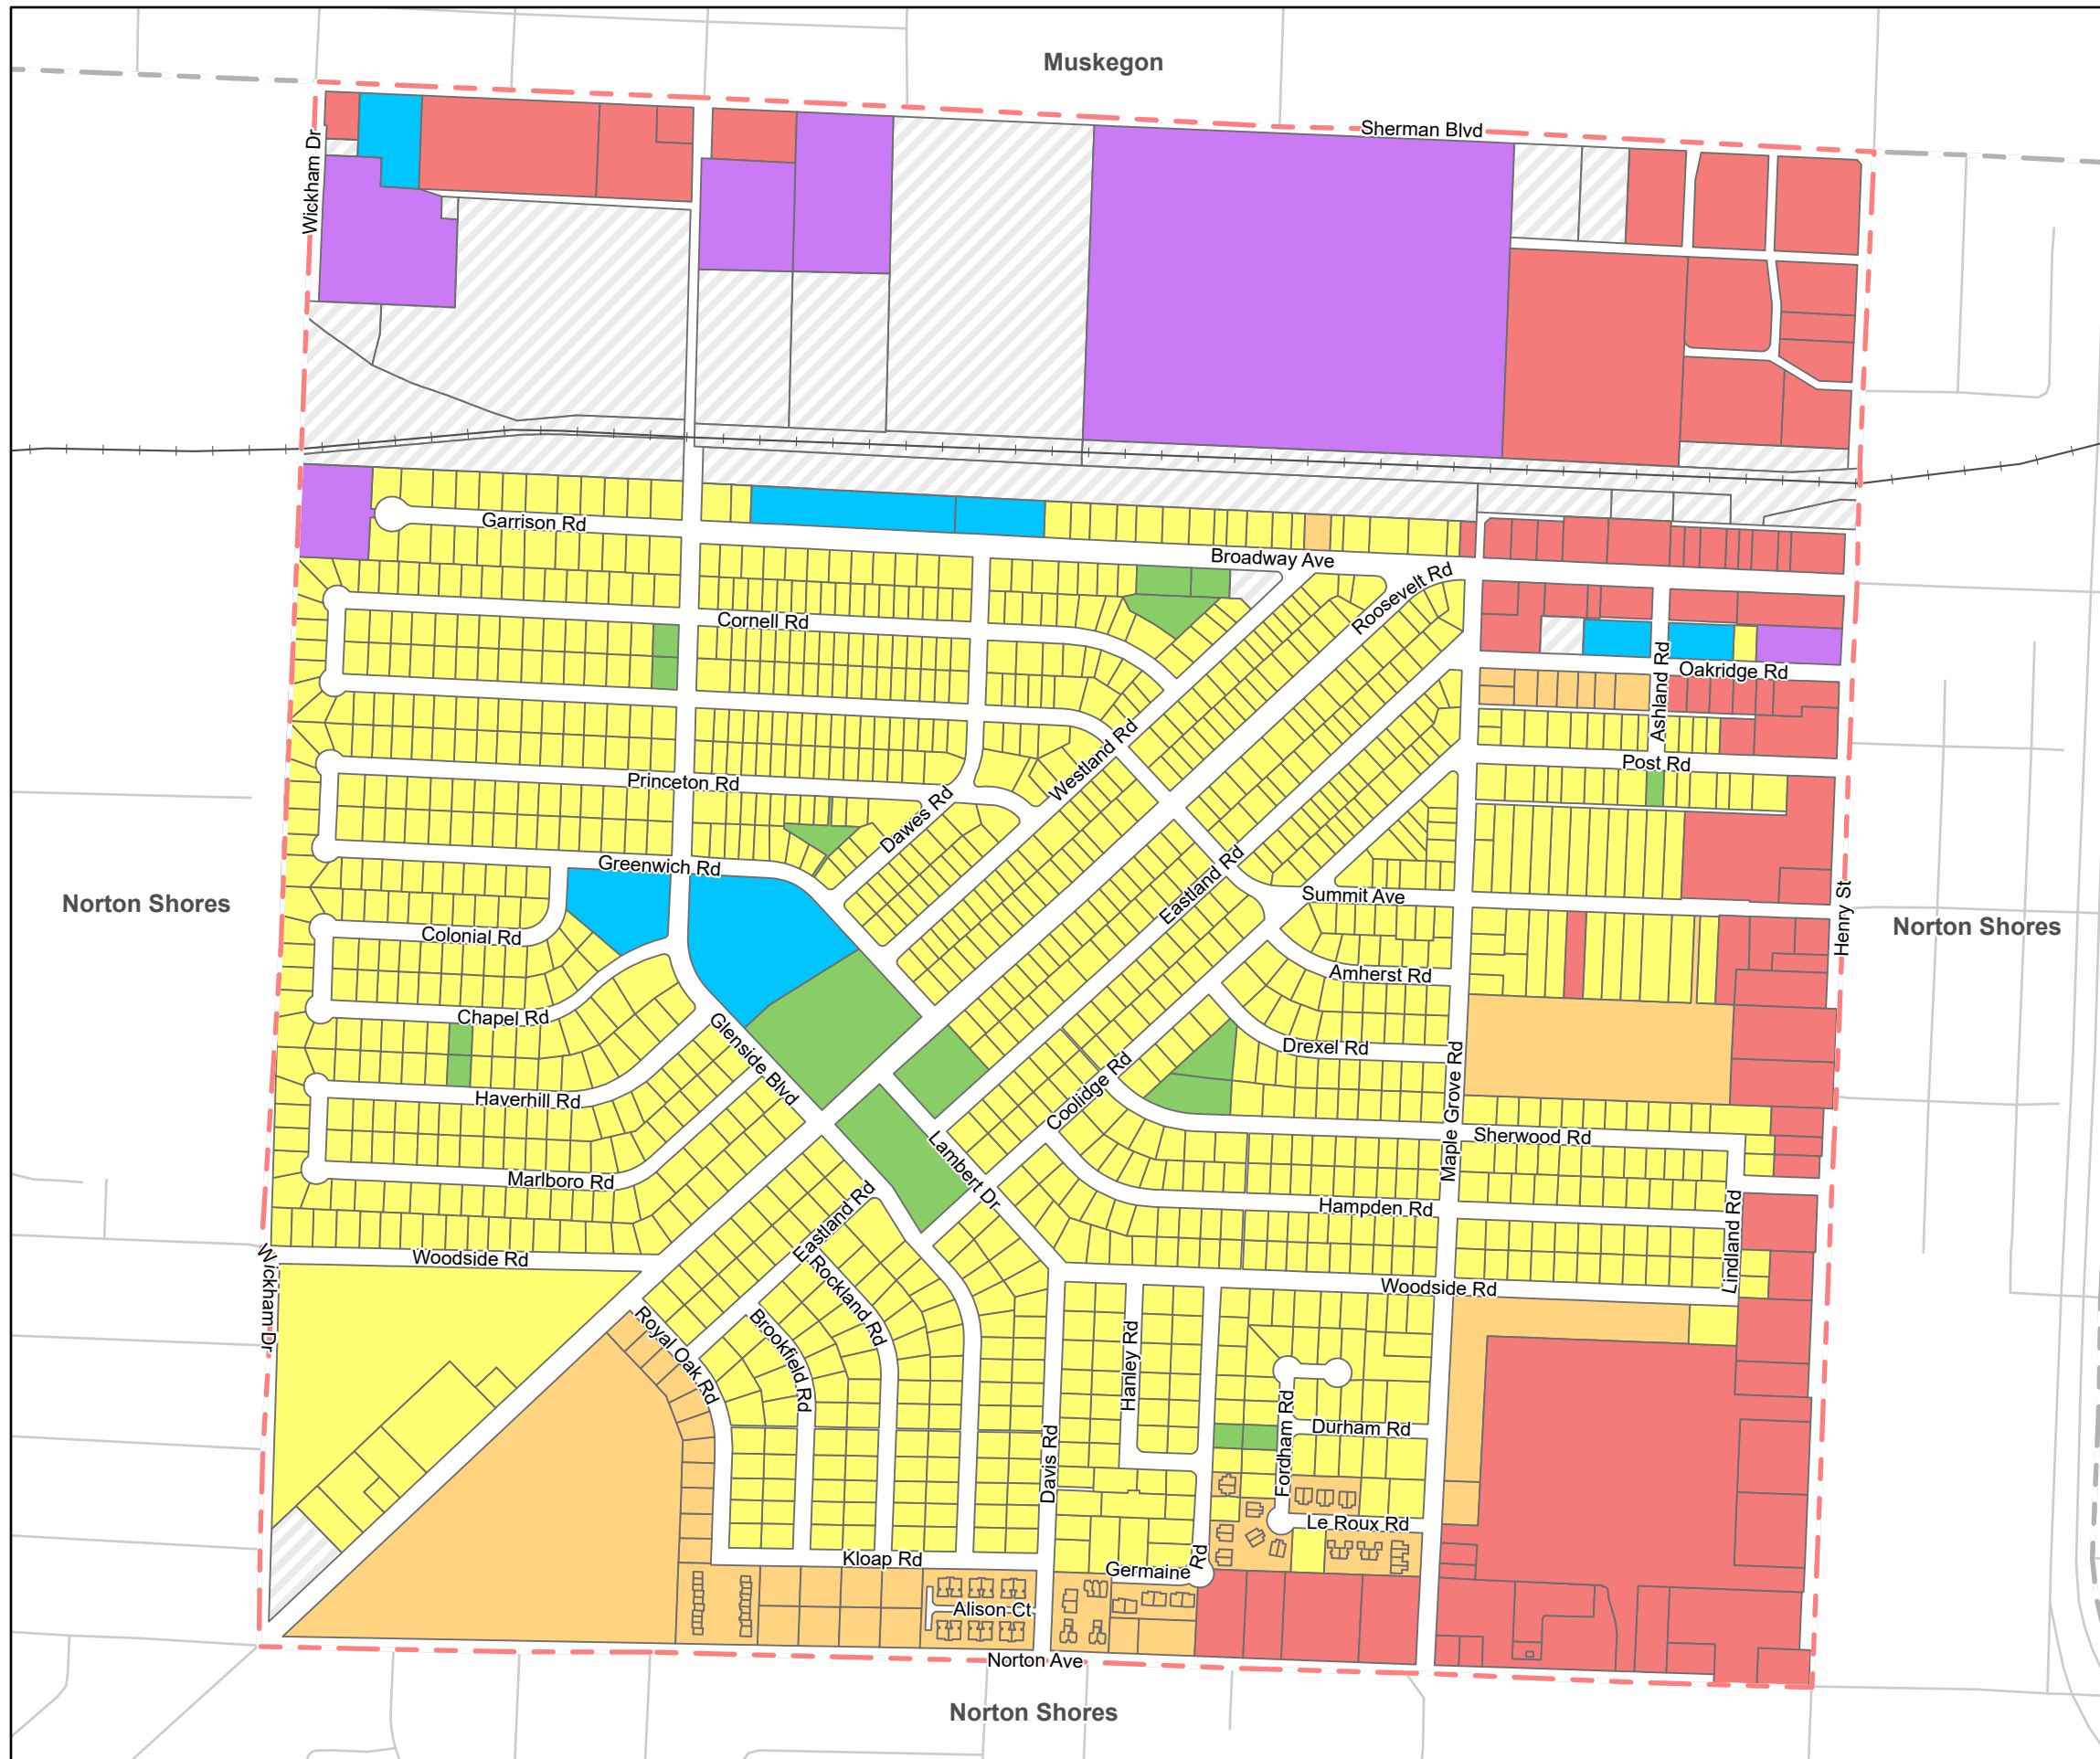 Muskegon
Sherman Blvd
Wickham Dr
Garrison Rd
Broadway Ave
Roosevelt Rd
Cornell Rd
Ashland Rd
Oakridge Rd
Westland Rd
Post Rd
Princeton Rd
Dawes Rd
Greenwich Rd
Eastland Rd
Summit Ave
Norton Shores
Henry St
Norton Shores
Colonial Rd
Amherst Rd
Chapel Rd
Glenside Blvd
Drexel Rd
Coolidge Rd
Maple Grove Rd
Haverhill Rd
Sherwood Rd
Lambert Dr
Marlboro Rd
Hampden Rd
Eastland Rd
Lindland Rd
Wickham Dr
Woodside Rd
E Rockland Rd
Woodside Rd
Royal Oak Rd
Brookfield Rd
Hanley Rd
Fordham Rd
Durham Rd
Davis Rd
Le Roux Rd
Kloap Rd
Germaine Rd
Alison Ct
Norton Ave
Norton Shores